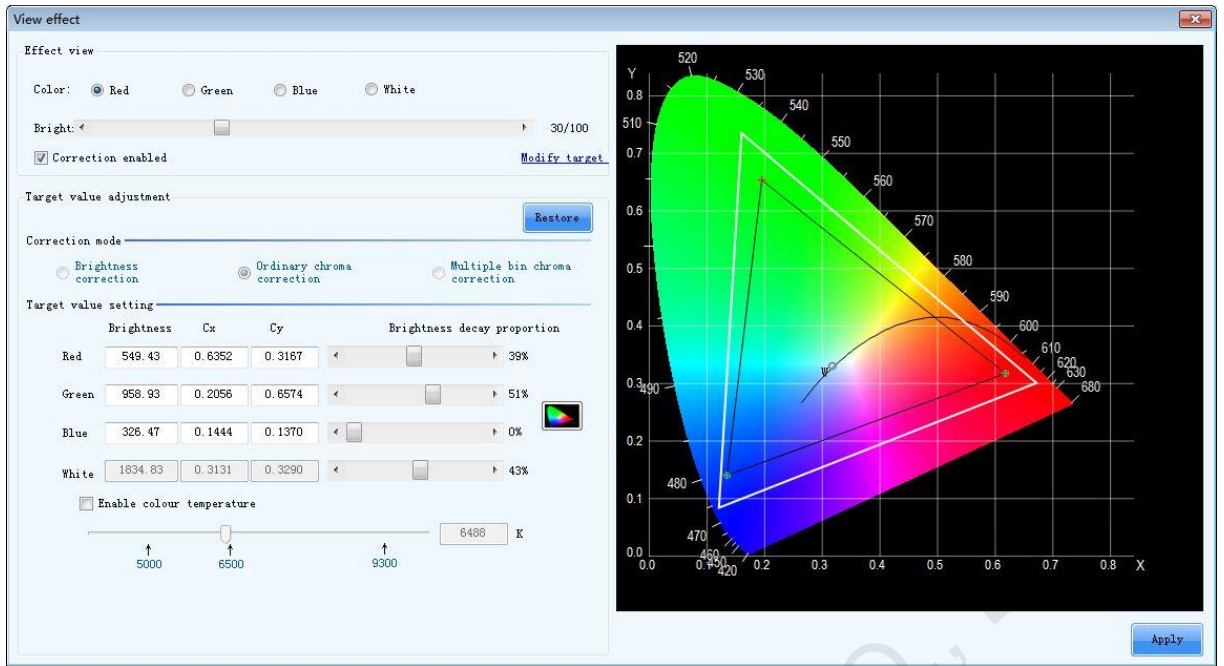 View effect
Effect view
Color: Red Green Blue White
Bright: 30/100
Correction enabled
Modify target
Target value adjustment
Restore
Correction mode
Brightness correction
Ordinary chroma correction
Multiple bin chroma correction
Target value setting
Brightness Cx Cy Brightness decay proportion
Red 549.43 0.6352 0.3167 39%
Green 958.93 0.2056 0.6574 51%
Blue 326.47 0.1444 0.1370 0%
White 1834.83 0.3131 0.3290 43%
Enable colour temperature
6488 K
5000 6500 9300
Y
0.8
0.7
0.6
0.5
0.4
0.3
0.2
0.1
0.0
0.0 0.1 0.2 0.3 0.4 0.5 0.6 0.7 0.8 X
420
450
460
470
480
490
510
520
530
540
550
560
570
580
590
600
610
620
630
680
W
Apply